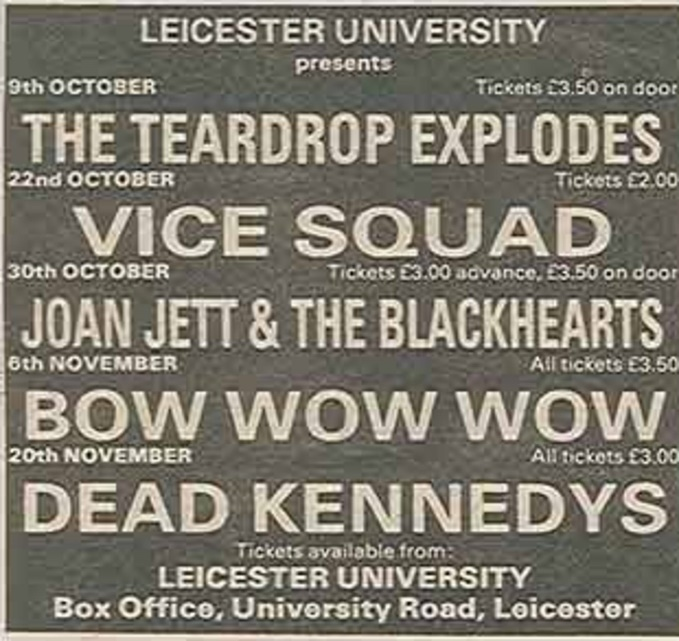 LEICESTER UNIVERSITY
presents
9th OCTOBER Tickets £3.50 on door
THE TEARDROP EXPLODES
22nd OCTOBER Tickets £2.00
VICE SQUAD
30th OCTOBER Tickets £3.00 advance, £3.50 on door
JOAN JETT & THE BLACKHEARTS
6th NOVEMBER All tickets £3.50
BOW WOW WOW
20th NOVEMBER All tickets £3.00
DEAD KENNEDYS
Tickets available from:
LEICESTER UNIVERSITY
Box Office, University Road, Leicester